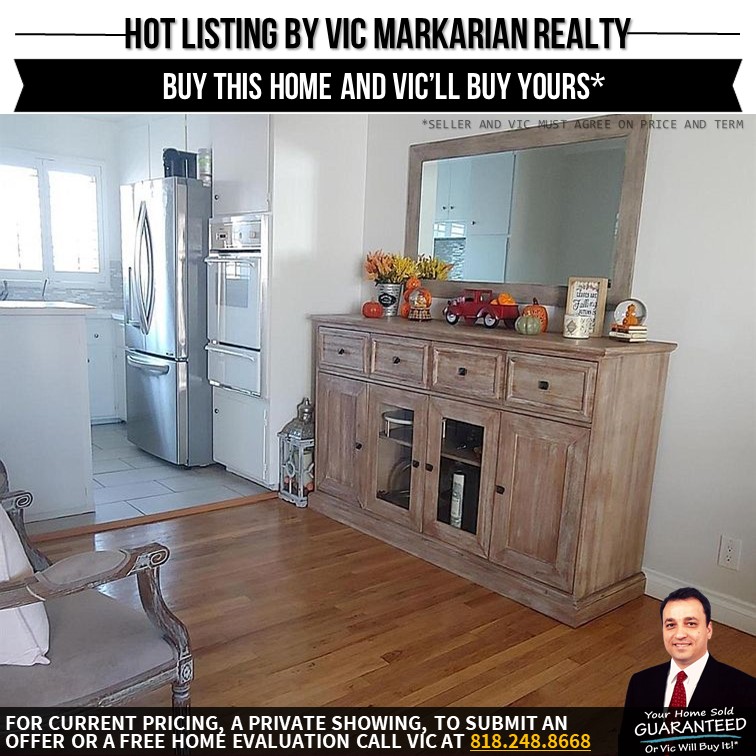 HOT LISTING BY VIC MARKARIAN REALTY
BUY THIS HOME AND VIC'LL BUY YOURS*
*SELLER AND VIC MUST AGREE ON PRICE AND TERM
FOR CURRENT PRICING, A PRIVATE SHOWING, TO SUBMIT AN
OFFER OR A FREE HOME EVALUATION CALL VIC AT 818.248.8668
Your Home Sold
GUARANTEED
Or Vic Will Buy It!